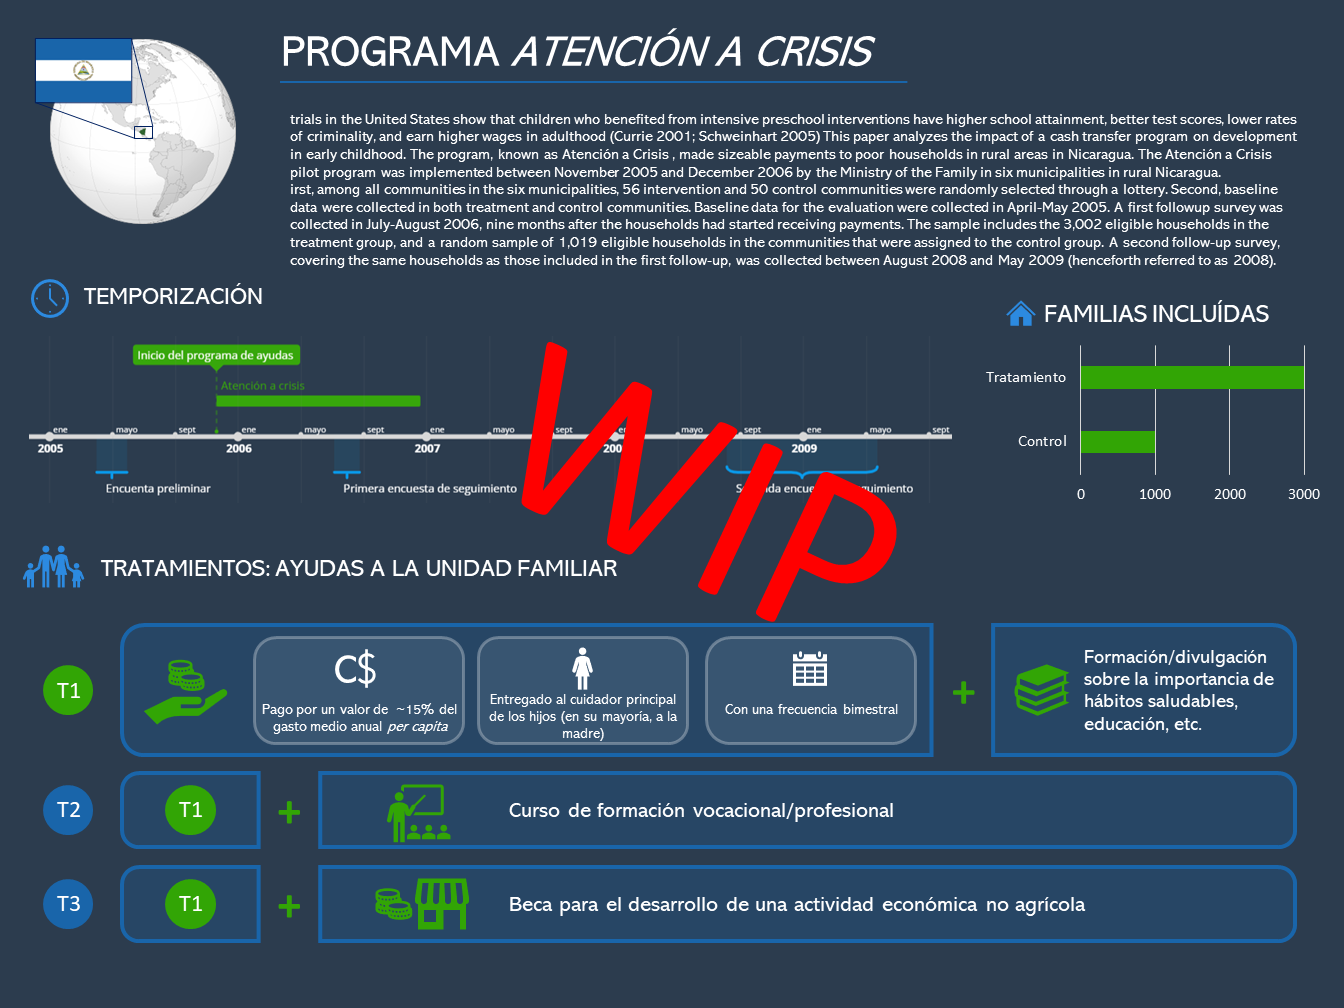 PROGRAMA ATENCIÓN A CRISIS
trials in the United States show that children who benefited from intensive preschool interventions have higher school attainment, better test scores, lower rates
of criminality, and earn higher wages in adulthood (Currie 2001; Schweinhart 2005) This paper analyzes the impact of a cash transfer program on development
in early childhood. The program, known as Atención a Crisis , made sizeable payments to poor households in rural areas in Nicaragua. The Atención a Crisis
pilot program was implemented between November 2005 and December 2006 by the Ministry of the Family in six municipalities in rural Nicaragua.
irst, among all communities in the six municipalities, 56 intervention and 50 control communities were randomly selected through a lottery. Second, baseline
data were collected in both treatment and control communities. Baseline data for the evaluation were collected in April-May 2005. A first followup survey was
collected in July-August 2006, nine months after the households had started receiving payments. The sample includes the 3,002 eligible households in the
treatment group, and a random sample of 1,019 eligible households in the communities that were assigned to the control group. A second follow-up survey,
covering the same households as those included in the first follow-up, was collected between August 2008 and May 2009 (henceforth referred to as 2008).
TEMPORIZACIÓN
Inicio del programa de ayudas
Atención a crisis
ene mayo sept ene mayo sept ene mayo sept mayo sept ene mayo sept
2005 2006 2007 2009
Encuenta preliminar
Primera encuesta de seguimiento
WIP
FAMILIAS INCLUÍDAS
Tratamiento
Control
0 1000 2000 3000
TRATAMIENTOS: AYUDAS A LA UNIDAD FAMILIAR
T1
C$
Pago por un valor de ~15% del
gasto medio anual per capita
Entregado al cuidador principal
de los hijos (en su mayoría, a la
madre)
Con una frecuencia bimestral
+
Formación/divulgación
sobre la importancia de
hábitos saludables,
educación, etc.
T2
T1
+
Curso de formación vocacional/profesional
T3
T1
+
Beca para el desarrollo de una actividad económica no agrícola